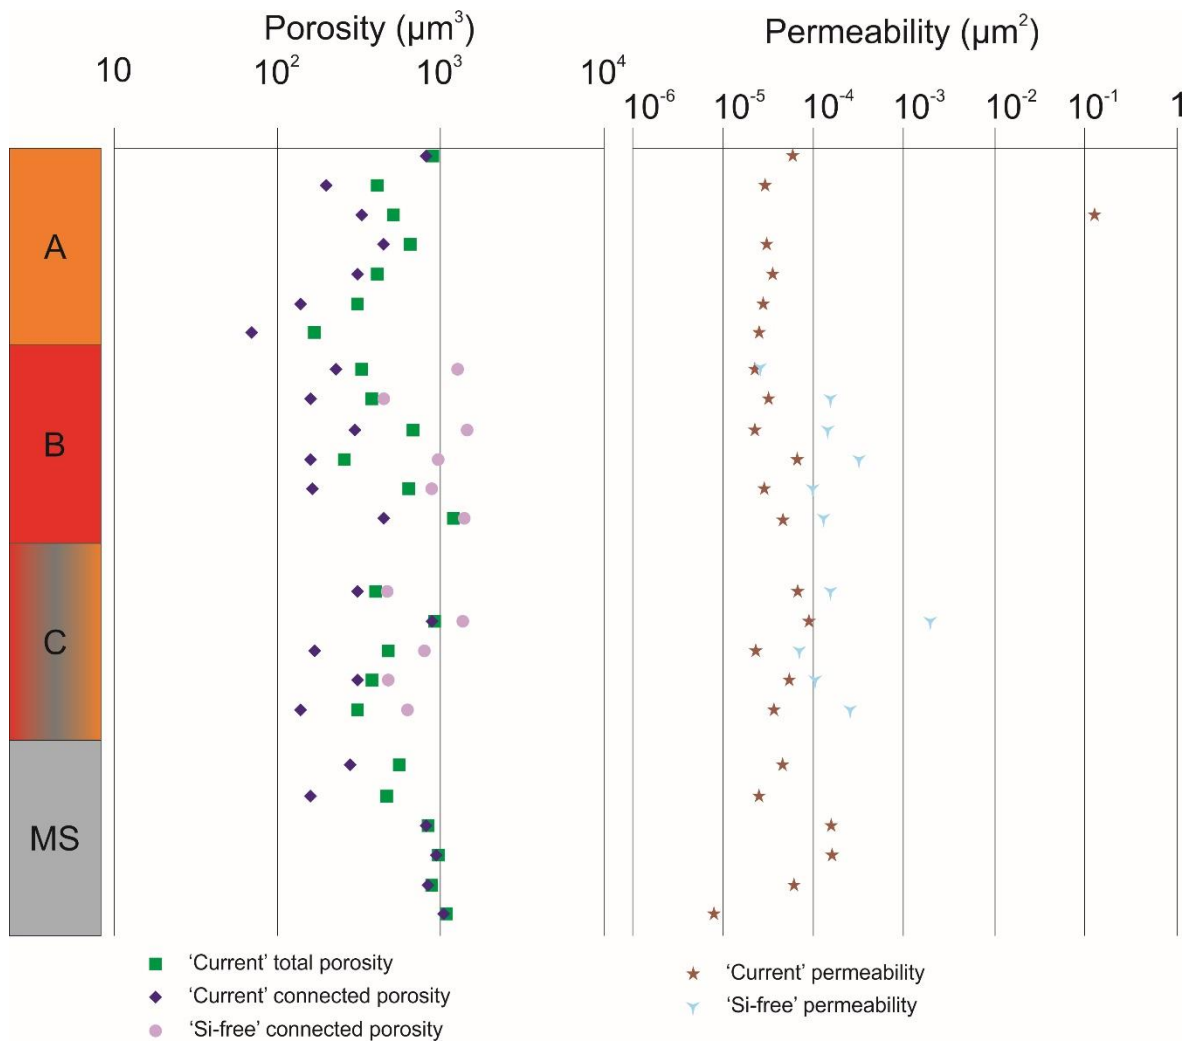 Porosity (µm³)
Permeability (µm²)
10 10² 10³ 10⁴
10⁻⁶ 10⁻⁵ 10⁻⁴ 10⁻³ 10⁻² 10⁻¹ 1
A
B
C
MS
‘Current’ total porosity
‘Current’ connected porosity
‘Si-free’ connected porosity
‘Current’ permeability
‘Si-free’ permeability